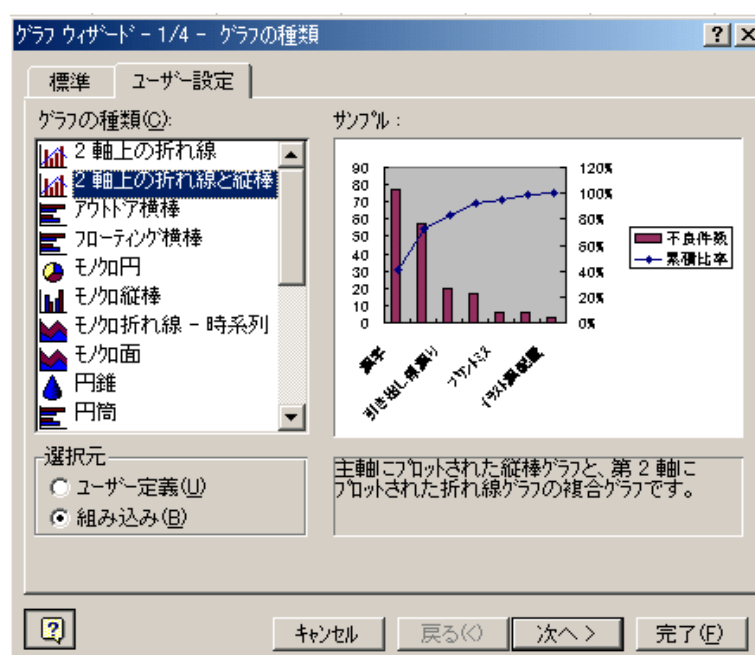 グラフ ウィザード - 1/4 - グラフの種類
標準 ユーザー設定
グラフの種類(C):
2 軸上の折れ線
2 軸上の折れ線と縦棒
アウトドア横棒
フローティング横棒
モノクロ円
モノクロ縦棒
モノクロ折れ線 - 時系列
モノクロ面
円錐
円筒
選択元
ユーザー定義(U)
組み込み(B)
サンプル :
90
80
70
60
50
40
30
20
10
0
120%
100%
80%
60%
40%
20%
0%
不良件数
累積比率
プリントミス
主軸にプロットされた縦棒グラフと、第 2 軸に
プロットされた折れ線グラフの複合グラフです。
キャンセル
戻る(<)
次へ >
完了(F)